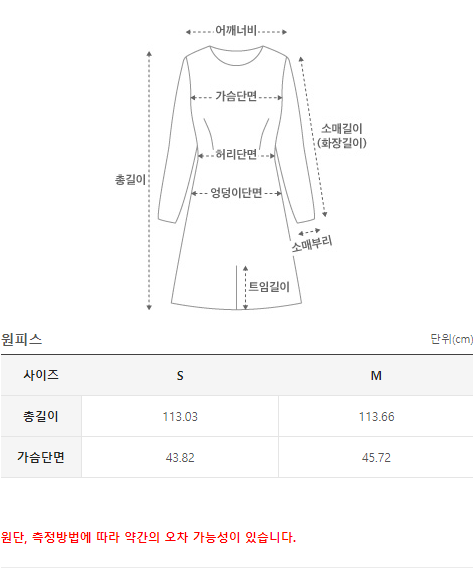 어깨너비
가슴단면
소매길이
(화장길이)
허리단면
총길이
엉덩이단면
소매부리
트임길이
원피스 단위(cm)
사이즈 S M
총길이 113.03 113.66
가슴단면 43.82 45.72
원단, 측정방법에 따라 약간의 오차 가능성이 있습니다.